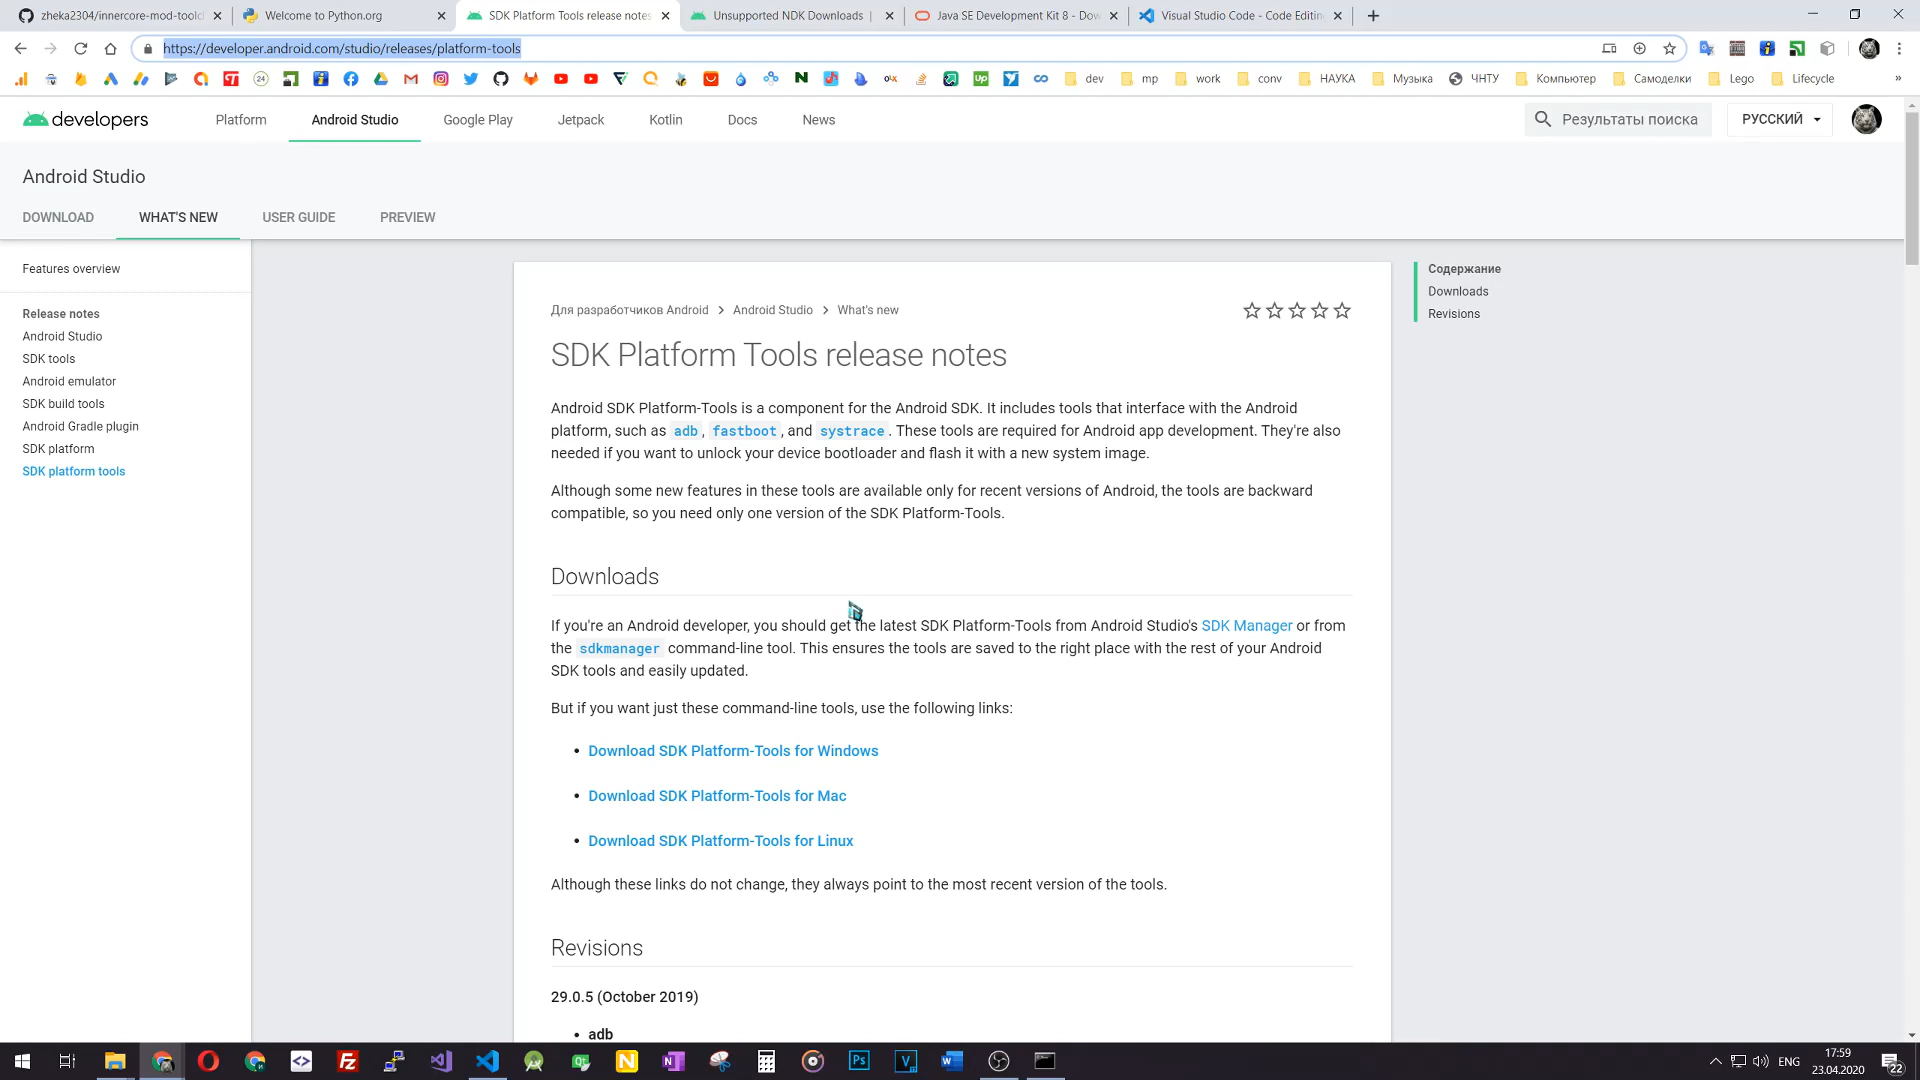 zheka2304/innercore-mod-toolc
Welcome to Python.org
SDK Platform Tools release notes
Unsupported NDK Downloads |
Java SE Development Kit 8 - Dow
Visual Studio Code - Code Editin
https://developer.android.com/studio/releases/platform-tools
dev
mp
work
conv
НАУКА
Музыка
ЧНТУ
Компьютер
Самоделки
Lego
Lifecycle
developers
Platform
Android Studio
Google Play
Jetpack
Kotlin
Docs
News
Результаты поиска
РУССКИЙ
Android Studio
DOWNLOAD
WHAT'S NEW
USER GUIDE
PREVIEW
Features overview
Release notes
Android Studio
SDK tools
Android emulator
SDK build tools
Android Gradle plugin
SDK platform
SDK platform tools
Для разработчиков Android > Android Studio > What's new
SDK Platform Tools release notes
Android SDK Platform-Tools is a component for the Android SDK. It includes tools that interface with the Android
platform, such as adb, fastboot, and systrace. These tools are required for Android app development. They're also
needed if you want to unlock your device bootloader and flash it with a new system image.
Although some new features in these tools are available only for recent versions of Android, the tools are backward
compatible, so you need only one version of the SDK Platform-Tools.
Downloads
If you're an Android developer, you should get the latest SDK Platform-Tools from Android Studio's SDK Manager or from
the sdkmanager command-line tool. This ensures the tools are saved to the right place with the rest of your Android
SDK tools and easily updated.
But if you want just these command-line tools, use the following links:
• Download SDK Platform-Tools for Windows
• Download SDK Platform-Tools for Mac
• Download SDK Platform-Tools for Linux
Although these links do not change, they always point to the most recent version of the tools.
Revisions
29.0.5 (October 2019)
• adb
Содержание
Downloads
Revisions
ENG
17:59
23.04.2020
22